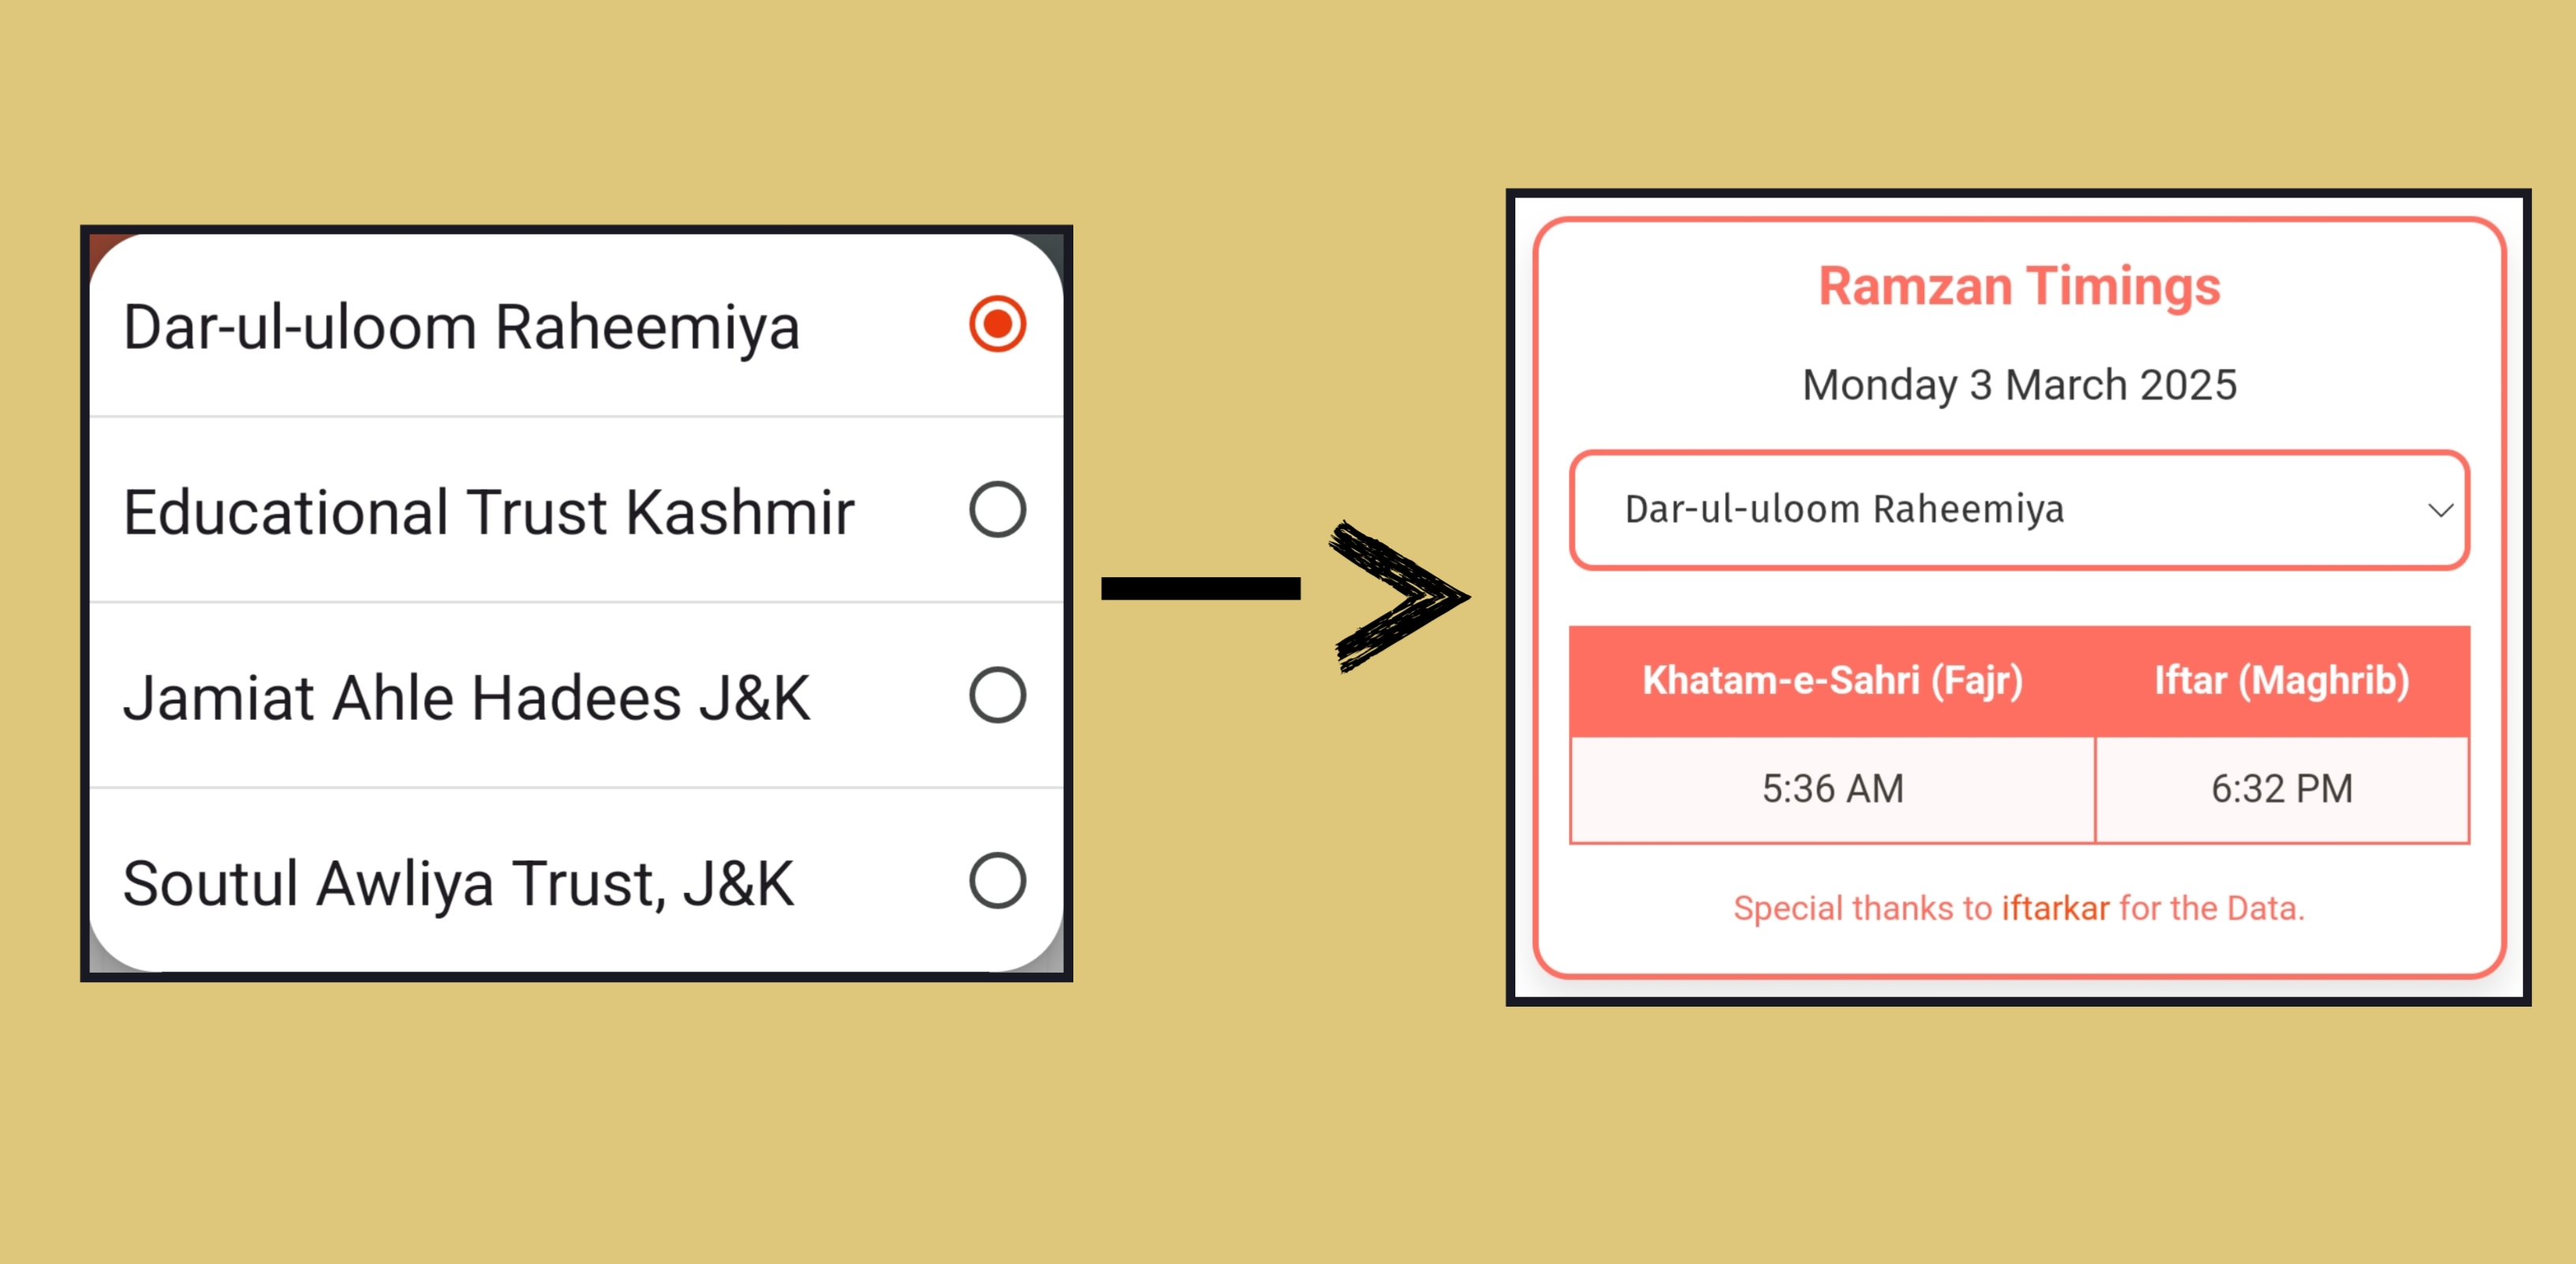 Dar-ul-uloom Raheemiya
Educational Trust Kashmir
Jamiat Ahle Hadees J&K
Soutul Awliya Trust, J&K
Ramzan Timings
Monday 3 March 2025
Dar-ul-uloom Raheemiya
Khatam-e-Sahri (Fajr) Iftar (Maghrib)
5:36 AM 6:32 PM
Special thanks to iftarkar for the Data.